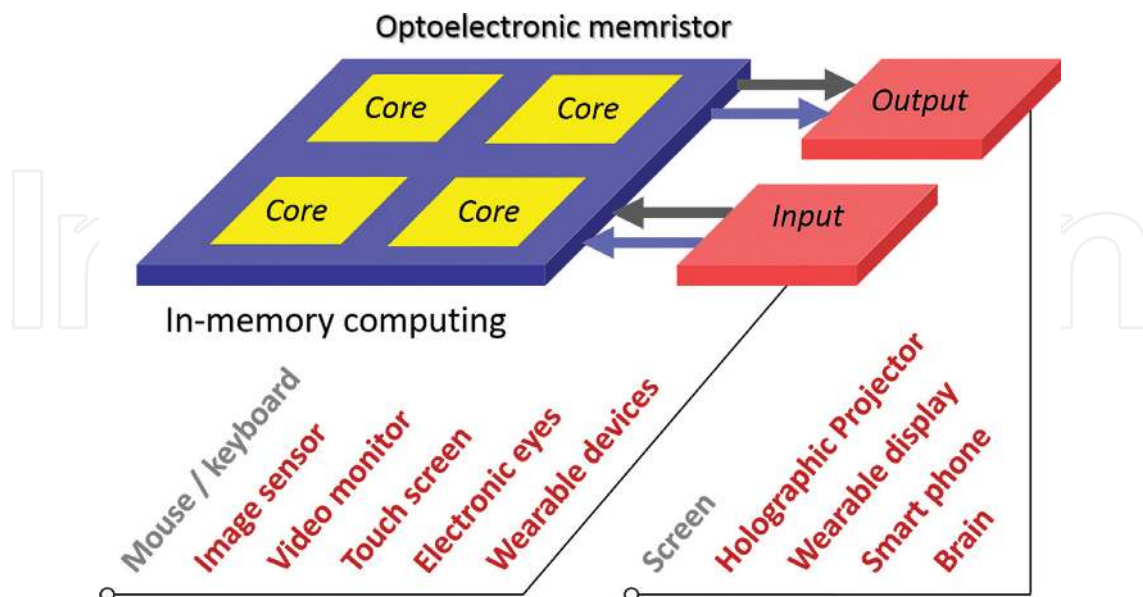 Optoelectronic memristor
Core
Core
Output
Core
Core
Input
In-memory computing
Mouse / keyboard
Image sensor
Video monitor
Touch screen
Electronic eyes
Wearable devices
Screen
Holographic Projector
Wearable display
Smart phone
Brain